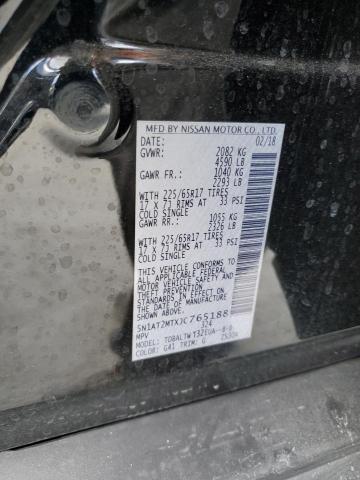 MFD BY NISSAN MOTOR CO., LTD.
DATE: 02/18
GVWR: 2082 KG
4590 LB
GAWR FR.: 1040 KG
2293 LB
WITH 225/65R17 TIRES
17 X 7J RIMS AT 33 PSI
COLD SINGLE
1055 KG
2326 LB
WITH 225/65R17 TIRES
17 X 7J RIMS AT 33 PSI
COLD SINGLE
THIS VEHICLE CONFORMS TO
ALL APPLICABLE FEDERAL
MOTOR VEHICLE SAFETY
BUMPER AND THEFT
PREVENTION STANDARDS
IN EFFECT ON THE DATE OF
MANUFACTURE SHOWN ABOVE.
5N1AT2MTXJC765188
MPV 324
MODEL:
COLOR: G41 TRIM: G